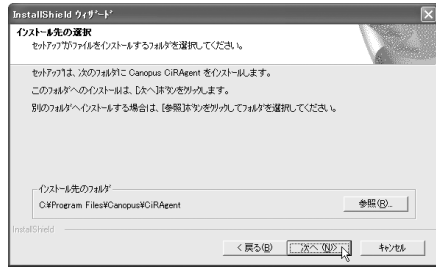 InstallShield ウィザード
インストール先の選択
セットアップがファイルをインストールするフォルダを選択してください。
セットアップは、次のフォルダに Canopus CiRAgent をインストールします。
このフォルダへのインストールは、[次へ]ボタンをクリックします。
別のフォルダへインストールする場合は、[参照]ボタンをクリックしてフォルダを選択してください。
インストール先のフォルダ
C:¥Program Files¥Canopus¥CiRAgent
参照(R)...
InstallShield
< 戻る(B)
次へ (N)>
キャンセル